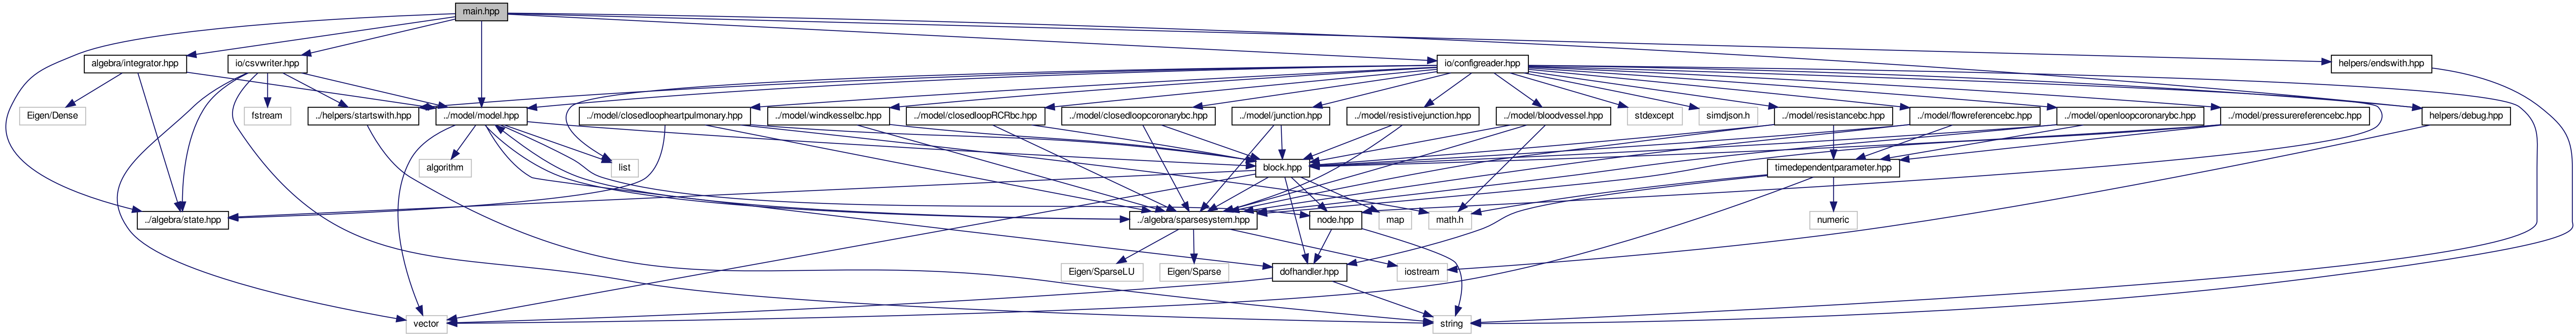 main.hpp
algebra/integrator.hpp
io/csvwriter.hpp
io/configreader.hpp
helpers/endswith.hpp
Eigen/Dense
fstream
../helpers/startswith.hpp
../model/model.hpp
../model/closedloopheartpulmonary.hpp
../model/windkesselbc.hpp
../model/closedloopRCRbc.hpp
../model/closedloopcoronarybc.hpp
../model/junction.hpp
../model/resistivejunction.hpp
../model/bloodvessel.hpp
stdexcept
simdjson.h
../model/resistancebc.hpp
../model/flowreferencebc.hpp
../model/openloopcoronarybc.hpp
../model/pressurereferencebc.hpp
helpers/debug.hpp
algorithm
list
block.hpp
timedependentparameter.hpp
../algebra/state.hpp
../algebra/sparsesystem.hpp
node.hpp
map
math.h
numeric
Eigen/SparseLU
Eigen/Sparse
dofhandler.hpp
iostream
vector
string